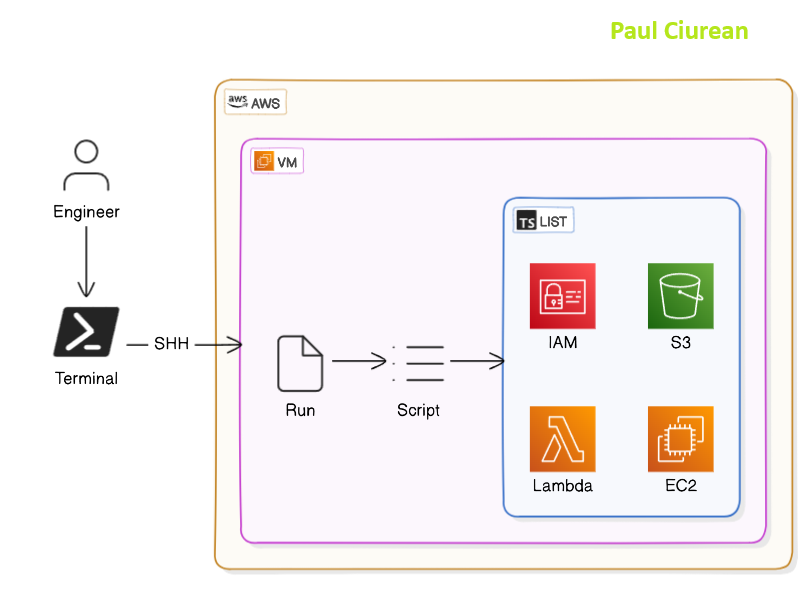 Paul Ciurean
aws AWS
VM
Engineer
TS LIST
IAM
S3
SHH
Terminal
Run
Script
Lambda
EC2